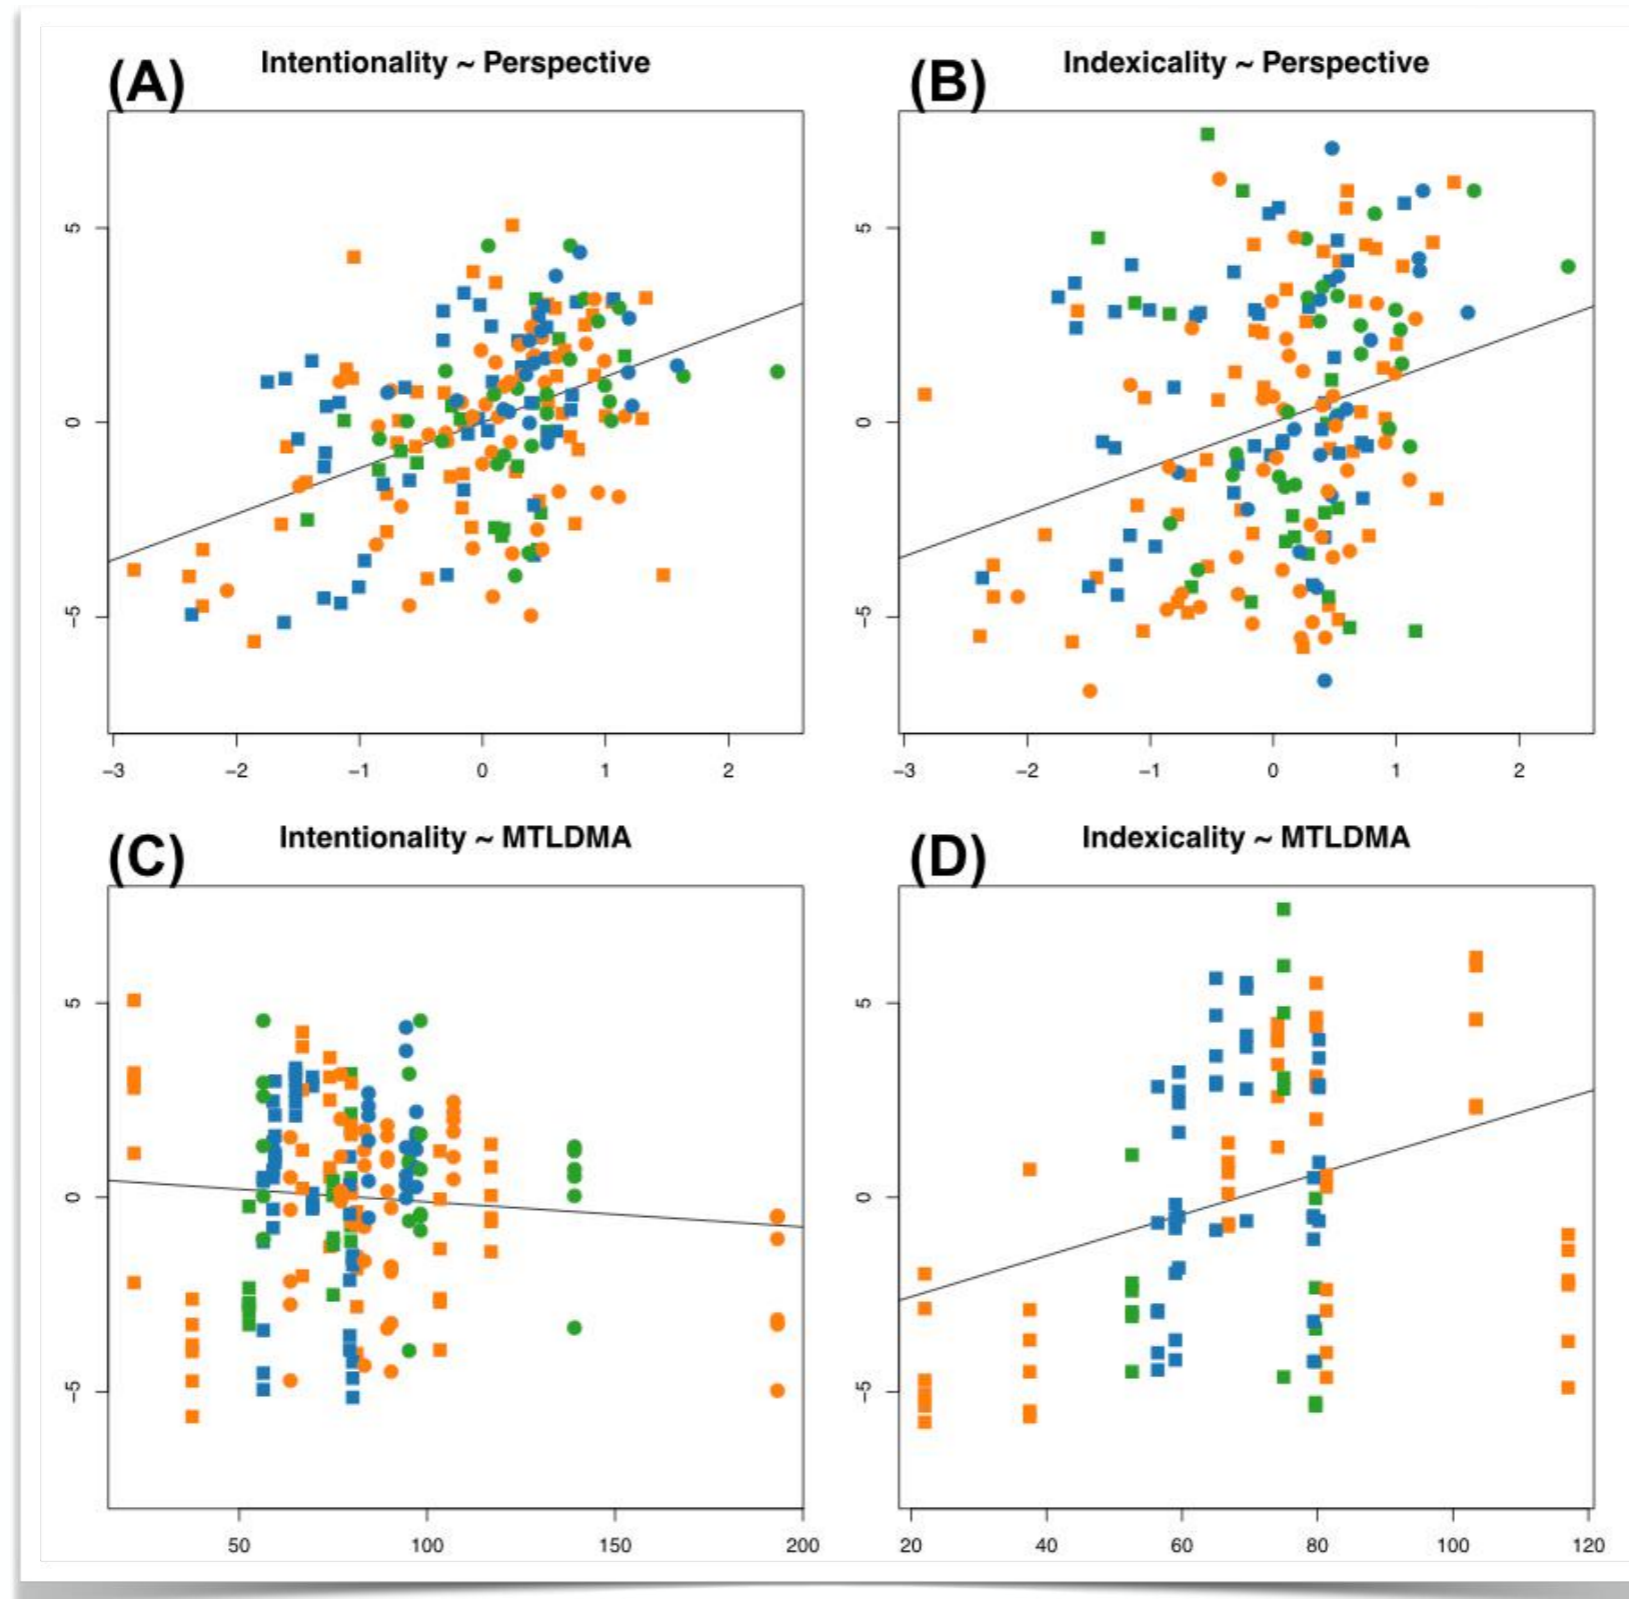 (A) Intentionality ~ Perspective
5
0
−5
−3 −2 −1 0 1 2
(B) Indexicality ~ Perspective
5
0
−5
−3 −2 −1 0 1 2
(C) Intentionality ~ MTLDMA
5
0
−5
50 100 150 200
(D) Indexicality ~ MTLDMA
5
0
−5
20 40 60 80 100 120